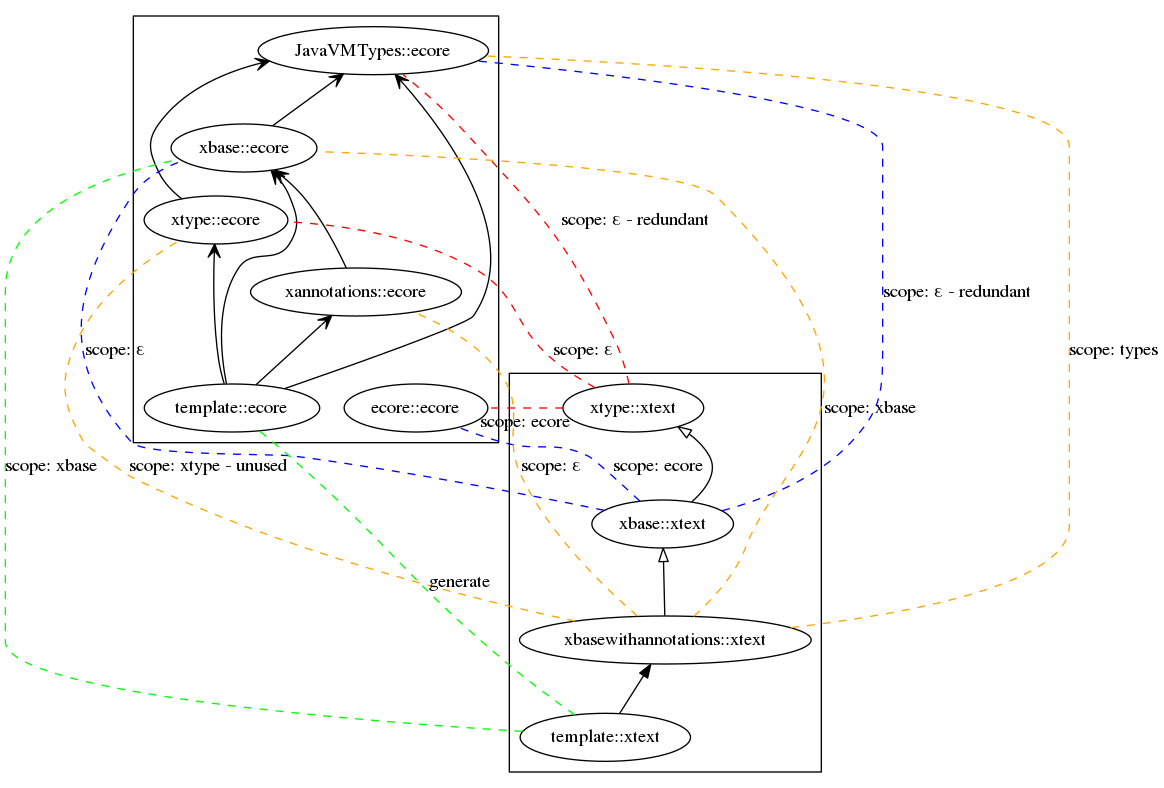 JavaVMTypes::ecore
xbase::ecore
xtype::ecore
scope: ε - redundant
xannotations::ecore
scope: ε - redundant
scope: ε
scope: ε
scope: types
template::ecore
ecore::ecore
xtype::xtext
scope: xbase
scope: ecore
scope: xbase
scope: xtype - unused
scope: ε
scope: ecore
xbase::xtext
generate
xbasewithannotations::xtext
template::xtext